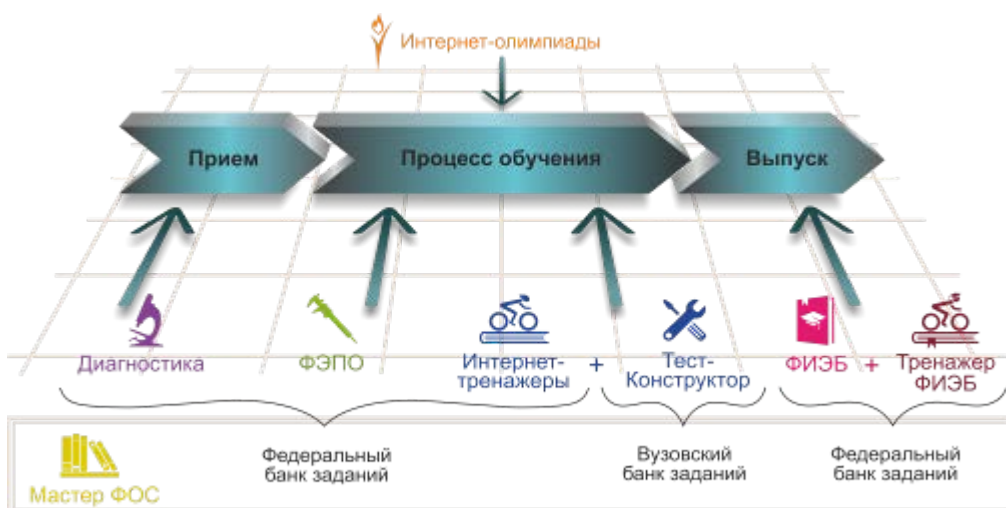 Интернет-олимпиады
Прием
Процесс обучения
Выпуск
Диагностика
ФЭПО
Интернет-
тренажеры
+
Тест-
Конструктор
ФИЭБ
+
Тренажер
ФИЭБ
Федеральный
банк заданий
Вузовский
банк заданий
Федеральный
банк заданий
Мастер ФОС